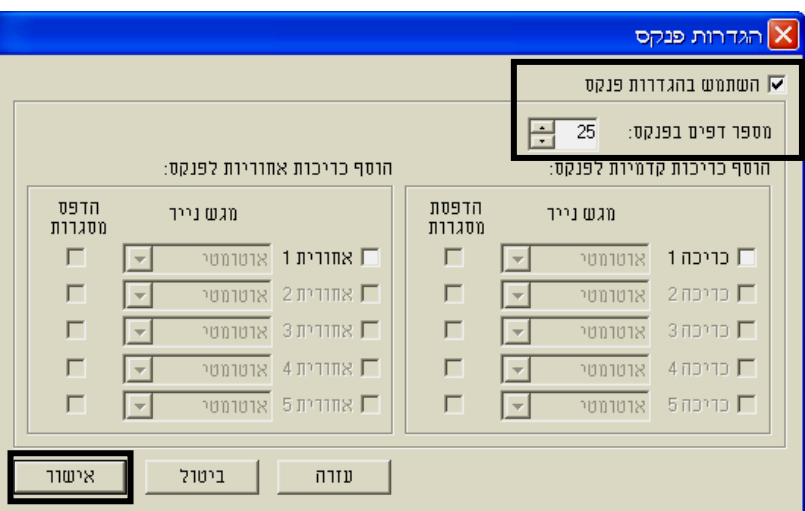 הגדרות פנקס
השתמש בהגדרות פנקס
מספר דפים בפנקס: 25
הוסף כריכות קדמיות לפנקס:
מגש נייר הדפסת מסגרות
כריכה 1 אוטומטי
כריכה 2 אוטומטי
כריכה 3 אוטומטי
כריכה 4 אוטומטי
כריכה 5 אוטומטי
הוסף כריכות אחוריות לפנקס:
מגש נייר הדפס מסגרות
אחורית 1 אוטומטי
אחורית 2 אוטומטי
אחורית 3 אוטומטי
אחורית 4 אוטומטי
אחורית 5 אוטומטי
עזרה ביטול אישור